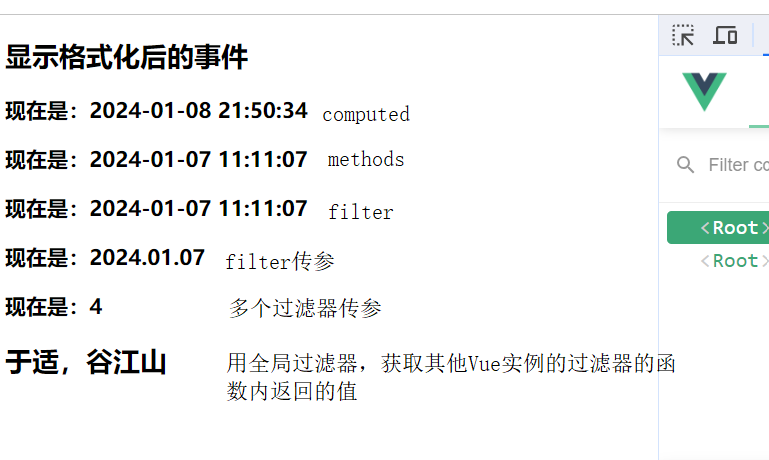 显示格式化后的事件
现在是：2024-01-08 21:50:34 computed
现在是：2024-01-07 11:11:07 methods
现在是：2024-01-07 11:11:07 filter
现在是：2024.01.07 filter传参
现在是：4 多个过滤器传参
于适，谷江山 用全局过滤器，获取其他Vue实例的过滤器的函
数内返回的值
Filter co
<Root>
<Root>